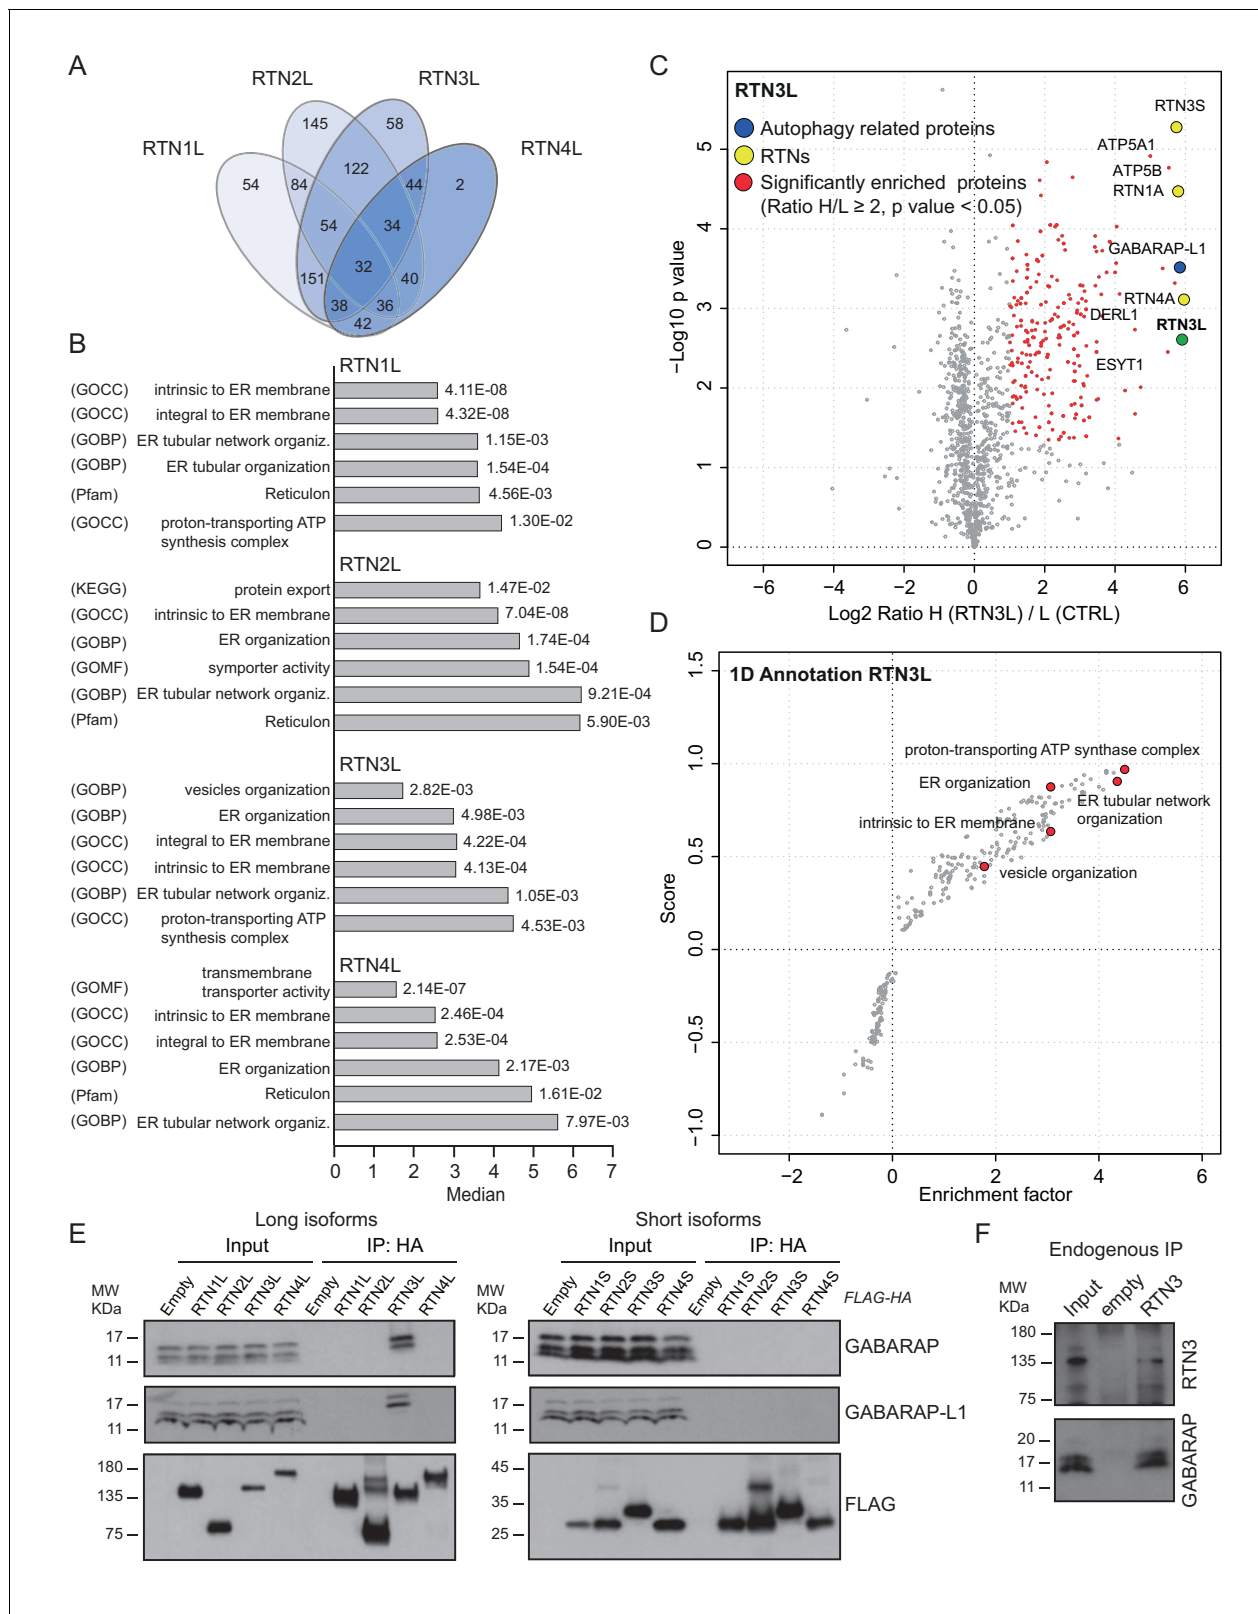 A
RTN2L
RTN3L
RTN1L
RTN4L
145
58
54
84
122
44
2
54
34
151
32
40
38
36
42
B
RTN1L
(GOCC) intrinsic to ER membrane 4.11E-08
(GOCC) integral to ER membrane 4.32E-08
(GOBP) ER tubular network organiz. 1.15E-03
(GOBP) ER tubular organization 1.54E-04
(Pfam) Reticulon 4.56E-03
(GOCC) proton-transporting ATP 1.30E-02
synthesis complex
RTN2L
(KEGG) protein export 1.47E-02
(GOCC) intrinsic to ER membrane 7.04E-08
(GOBP) ER organization 1.74E-04
(GOMF) symporter activity 1.54E-04
(GOBP) ER tubular network organiz. 9.21E-04
(Pfam) Reticulon 5.90E-03
RTN3L
(GOBP) vesicles organization 2.82E-03
(GOBP) ER organization 4.98E-03
(GOCC) integral to ER membrane 4.22E-04
(GOCC) intrinsic to ER membrane 4.13E-04
(GOBP) ER tubular network organiz. 1.05E-03
(GOCC) proton-transporting ATP 4.53E-03
synthesis complex
RTN4L
transmembrane
(GOMF) transporter activity 2.14E-07
(GOCC) intrinsic to ER membrane 2.46E-04
(GOCC) integral to ER membrane 2.53E-04
(GOBP) ER organization 2.17E-03
(Pfam) Reticulon 1.61E-02
(GOBP) ER tubular network organiz. 7.97E-03
0 1 2 3 4 5 6 7
Median
C
RTN3L
Autophagy related proteins
RTNs
Significantly enriched proteins
(Ratio H/L ≥ 2, p value < 0.05)
RTN3S
ATP5A1
ATP5B
RTN1A
GABARAP-L1
RTN4A
DERL1
RTN3L
ESYT1
−Log10 p value
5
4
3
2
1
0
−6 −4 −2 0 2 4 6
Log2 Ratio H (RTN3L) / L (CTRL)
D
1D Annotation RTN3L
proton-transporting ATP synthase complex
ER organization
ER tubular network
organization
intrinsic to ER membrane
vesicle organization
Score
1.5
1.0
0.5
0.0
−0.5
−1.0
−2 0 2 4 6
Enrichment factor
E
Long isoforms
Input IP: HA
MW
KDa
Empty RTN1L RTN2L RTN3L RTN4L Empty RTN1L RTN2L RTN3L RTN4L
17
11
17
11
180
135
75
Short isoforms
Input IP: HA
MW
KDa
Empty RTN1S RTN2S RTN3S RTN4S Empty RTN1S RTN2S RTN3S RTN4S
FLAG-HA
17
11
GABARAP
17
11
GABARAP-L1
45
35
25
FLAG
F
Endogenous IP
MW
KDa
Input empty RTN3
180
135
75
RTN3
20
17
11
GABARAP